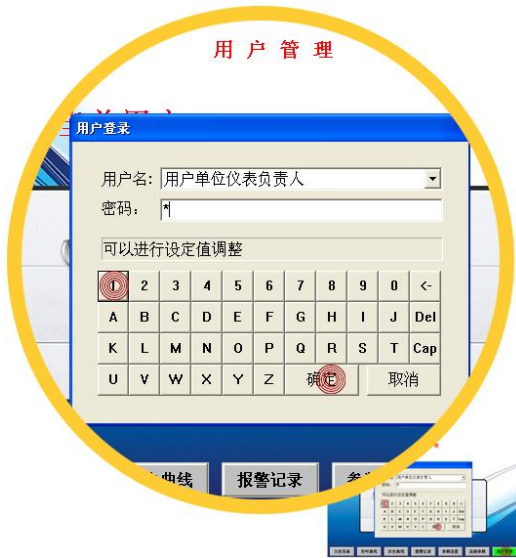 用 户 管 理
用户登录
用户名: 用户单位仪表负责人
密码: *
可以进行设定值调整
1 2 3 4 5 6 7 8 9 0 <-
A B C D E F G H I J Del
K L M N O P Q R S T Cap
U V W X Y Z 确定 取消
曲线 报警记录